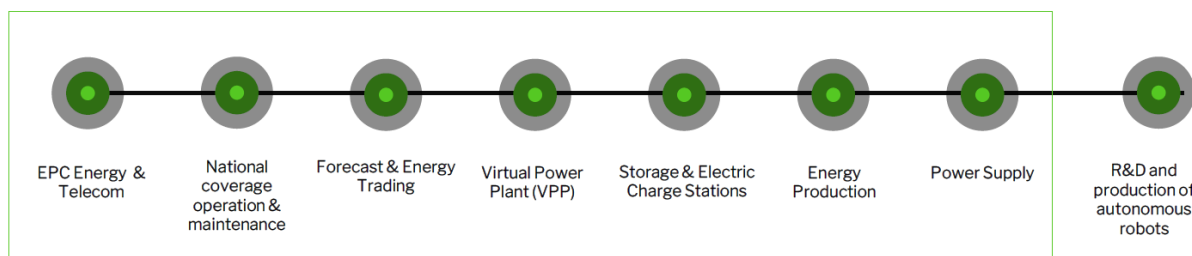 EPC Energy &
Telecom
National
coverage
operation &
maintenance
Forecast & Energy
Trading
Virtual Power
Plant (VPP)
Storage & Electric
Charge Stations
Energy
Production
Power Supply
R&D and
production of
autonomous
robots